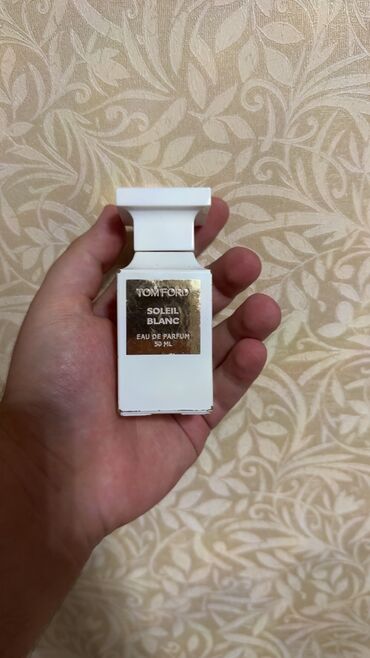 TOM FORD
SOLEIL
BLANC
EAU DE PARFUM
50 ML